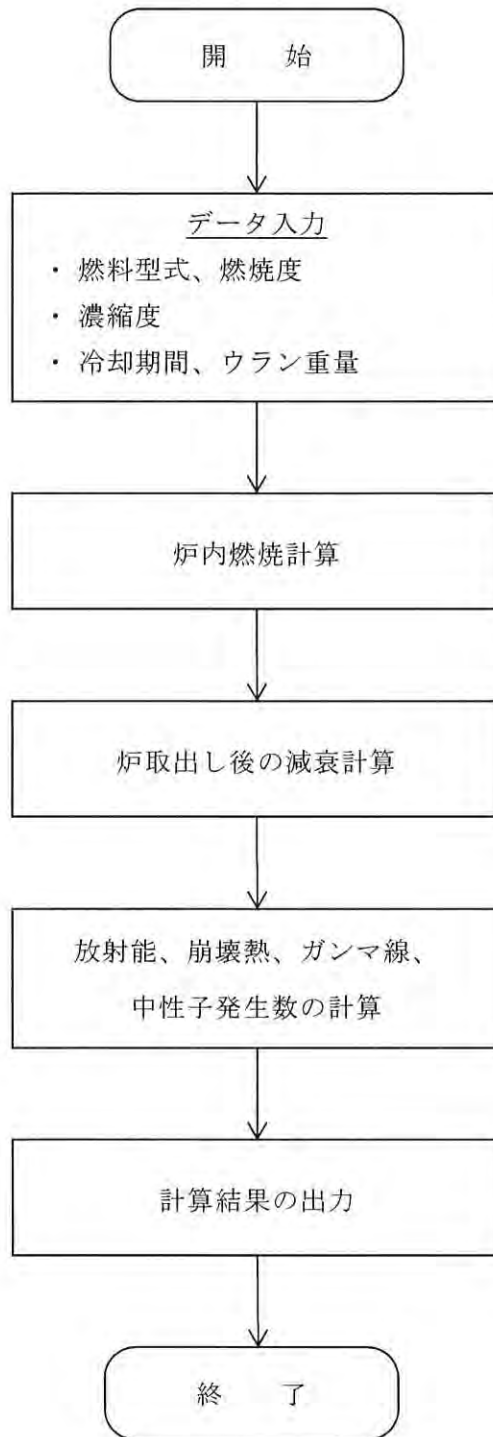 開　　始
データ入力
・ 燃料型式、燃焼度
・ 濃縮度
・ 冷却期間、ウラン重量
炉内燃焼計算
炉取出し後の減衰計算
放射能、崩壊熱、ガンマ線、
中性子発生数の計算
計算結果の出力
終　　了